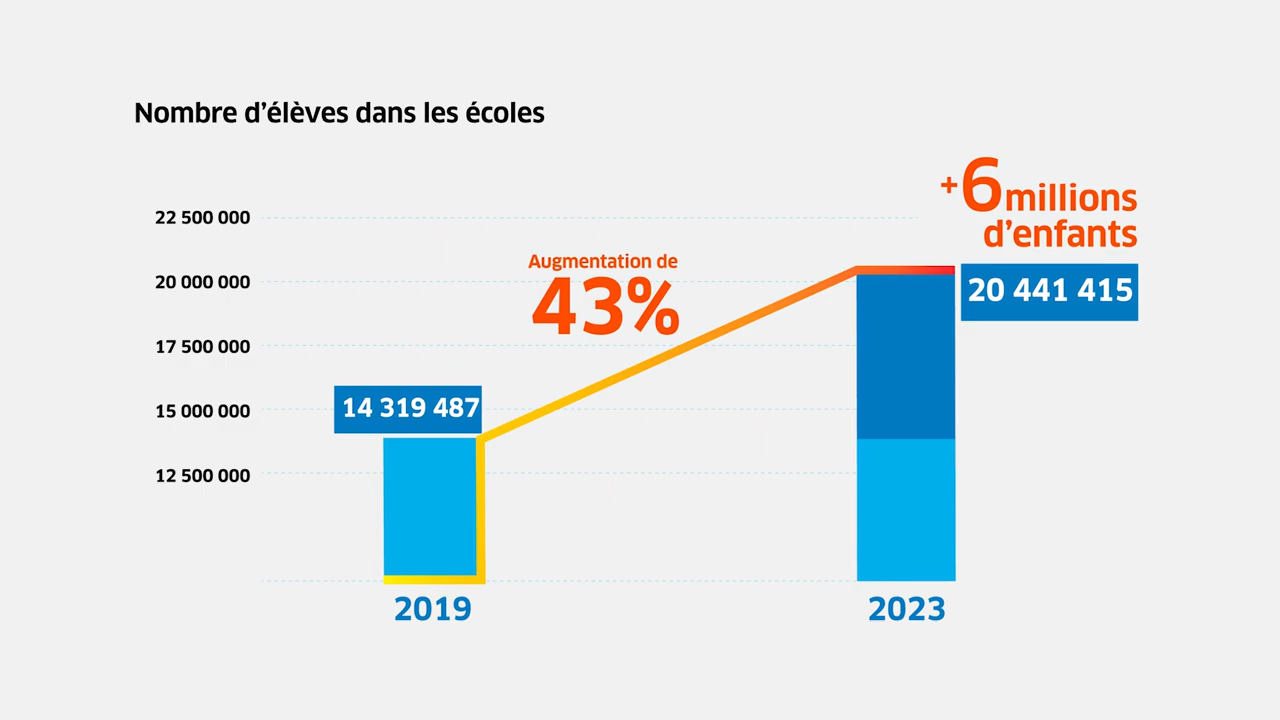 Nombre d'élèves dans les écoles
+6 millions
d'enfants
22 500 000
Augmentation de
43%
20 000 000
20 441 415
17 500 000
14 319 487
15 000 000
12 500 000
2019
2023